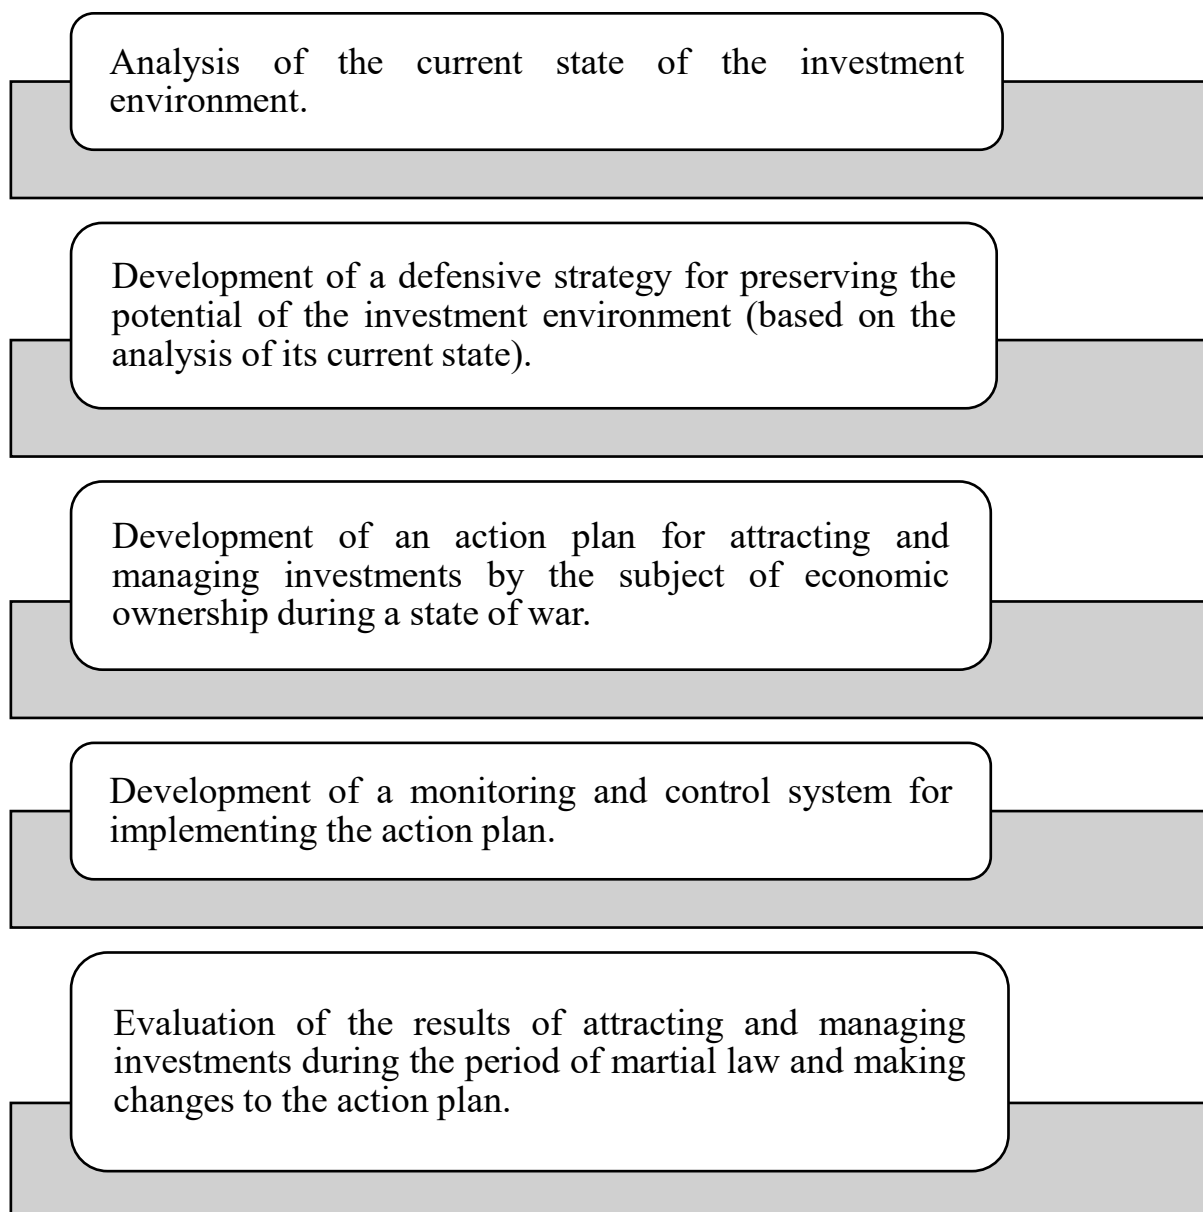 Analysis of the current state of the investment
environment.
Development of a defensive strategy for preserving the
potential of the investment environment (based on the
analysis of its current state).
Development of an action plan for attracting and
managing investments by the subject of economic
ownership during a state of war.
Development of a monitoring and control system for
implementing the action plan.
Evaluation of the results of attracting and managing
investments during the period of martial law and making
changes to the action plan.